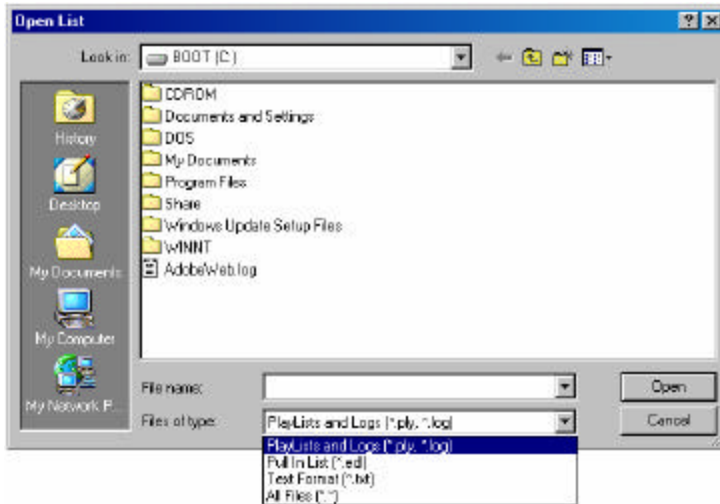 Open List
Look in: BOOT (C:)
History
Desktop
My Documents
My Computer
My Network P...
CDROM
Documents and Settings
DOS
My Documents
Program Files
Share
Windows Update Setup Files
WINNT
AdobeWeb.log
File name:
Open
Files of type: PlayLists and Logs (*.ply, *.log)
Cancel
PlayLists and Logs (*.ply, *.log)
Pull In List (*.edl)
Text Format (*.txt)
All Files (*.*)